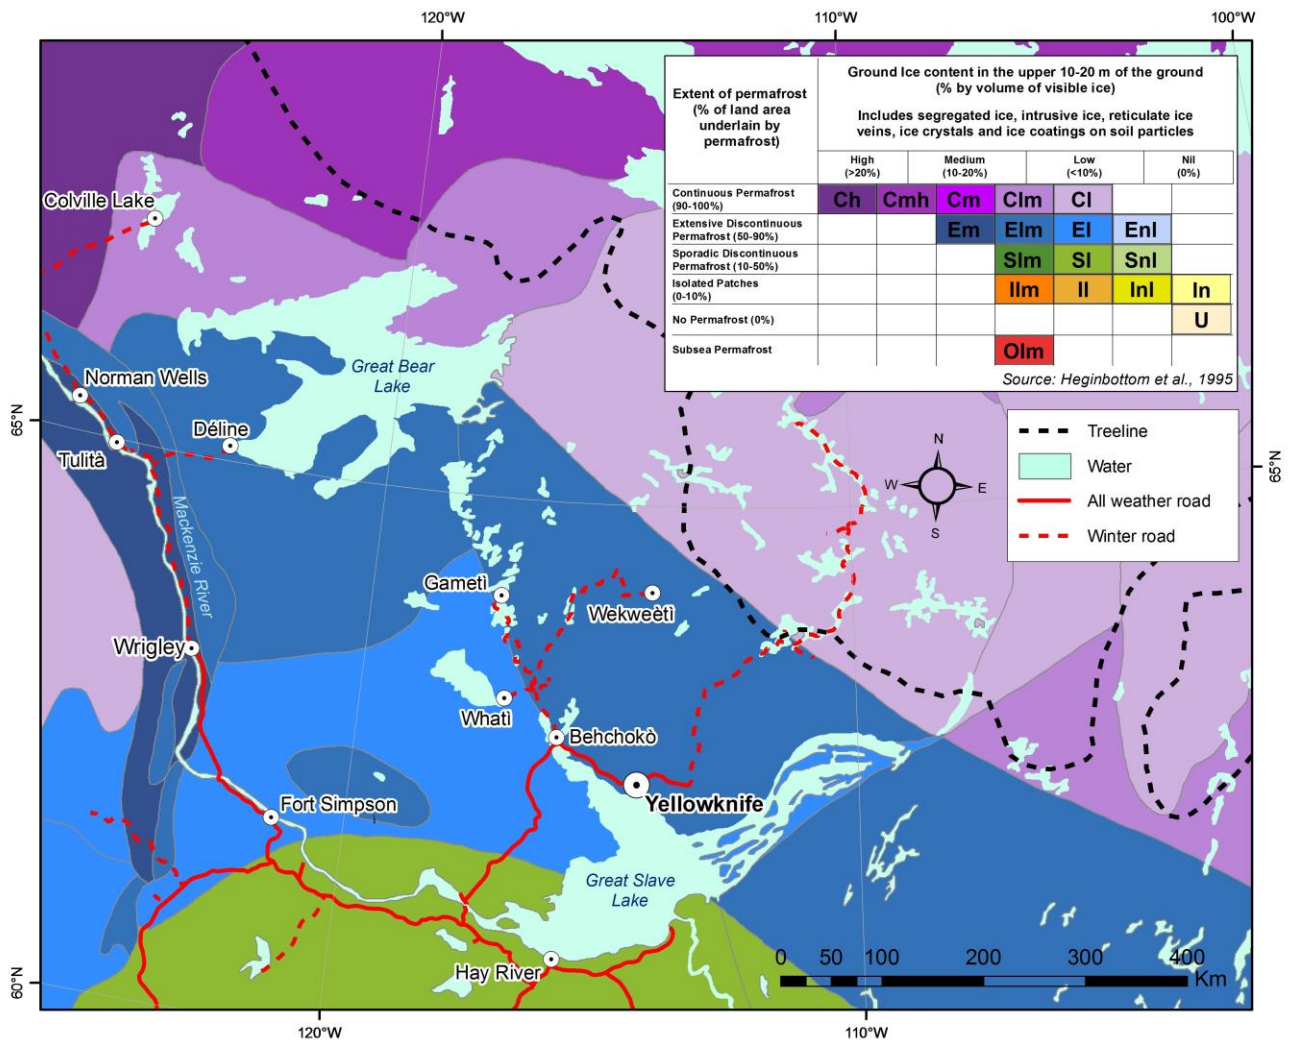 120°W
110°W
100°W
Extent of permafrost
(% of land area
underlain by
permafrost)
Ground Ice content in the upper 10-20 m of the ground
(% by volume of visible ice)
Includes segregated ice, intrusive ice, reticulate ice
veins, ice crystals and ice coatings on soil particles
High
(>20%)
Medium
(10-20%)
Low
(<10%)
Nil
(0%)
Continuous Permafrost
(90-100%)
Ch
Cmh
Cm
Clm
Cl
Extensive Discontinuous
Permafrost (50-90%)
Em
Elm
El
Enl
Sporadic Discontinuous
Permafrost (10-50%)
Slm
Sl
Snl
Isolated Patches
(0-10%)
Ilm
Il
Inl
In
No Permafrost (0%)
U
Subsea Permafrost
Olm
Source: Heginbottom et al., 1995
Treeline
Water
All weather road
Winter road
N
W
E
S
Colville Lake
Great Bear
Lake
Norman Wells
65°N
Déline
Tulità
65°N
Mackenzie River
Gametì
Wekweètì
Wrigley
Whatì
Behchokò
Yellowknife
Fort Simpson
Great Slave
Lake
Hay River
0 50 100 200 300 400
Km
60°N
120°W
110°W